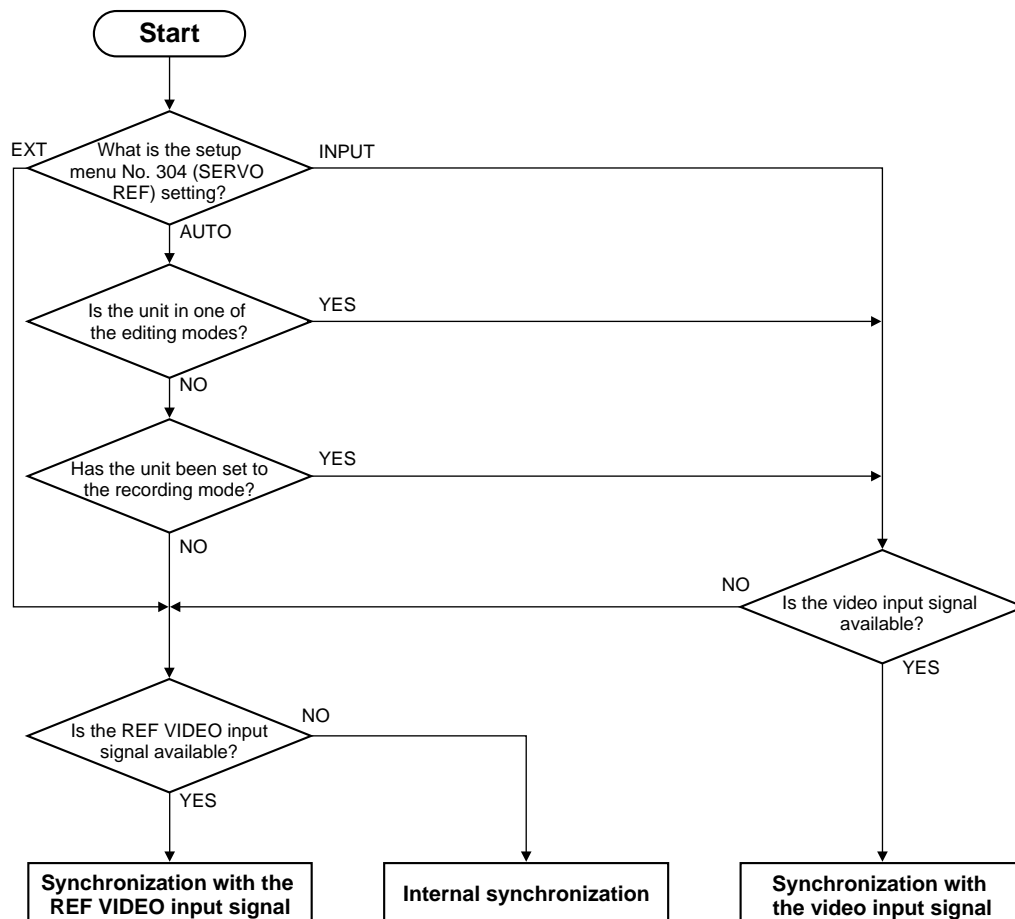 Start
EXT
What is the setup
menu No. 304 (SERVO
REF) setting?
INPUT
AUTO
Is the unit in one of
the editing modes?
YES
NO
Has the unit been set to
the recording mode?
YES
NO
NO
Is the video input signal
available?
YES
Is the REF VIDEO input
signal available?
NO
YES
Synchronization with the
REF VIDEO input signal
Internal synchronization
Synchronization with
the video input signal